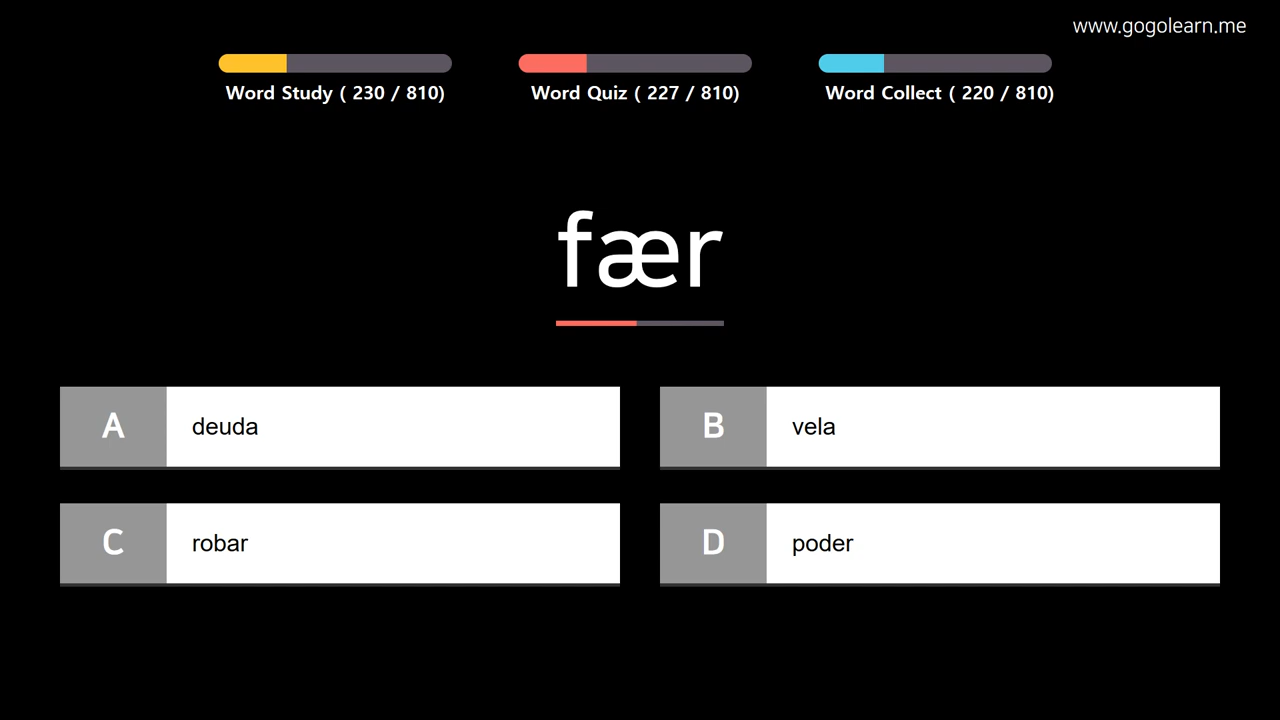 www.gogolearn.me
Word Study ( 230 / 810)
Word Quiz ( 227 / 810)
Word Collect ( 220 / 810)
fær
A deuda
B vela
C robar
D poder